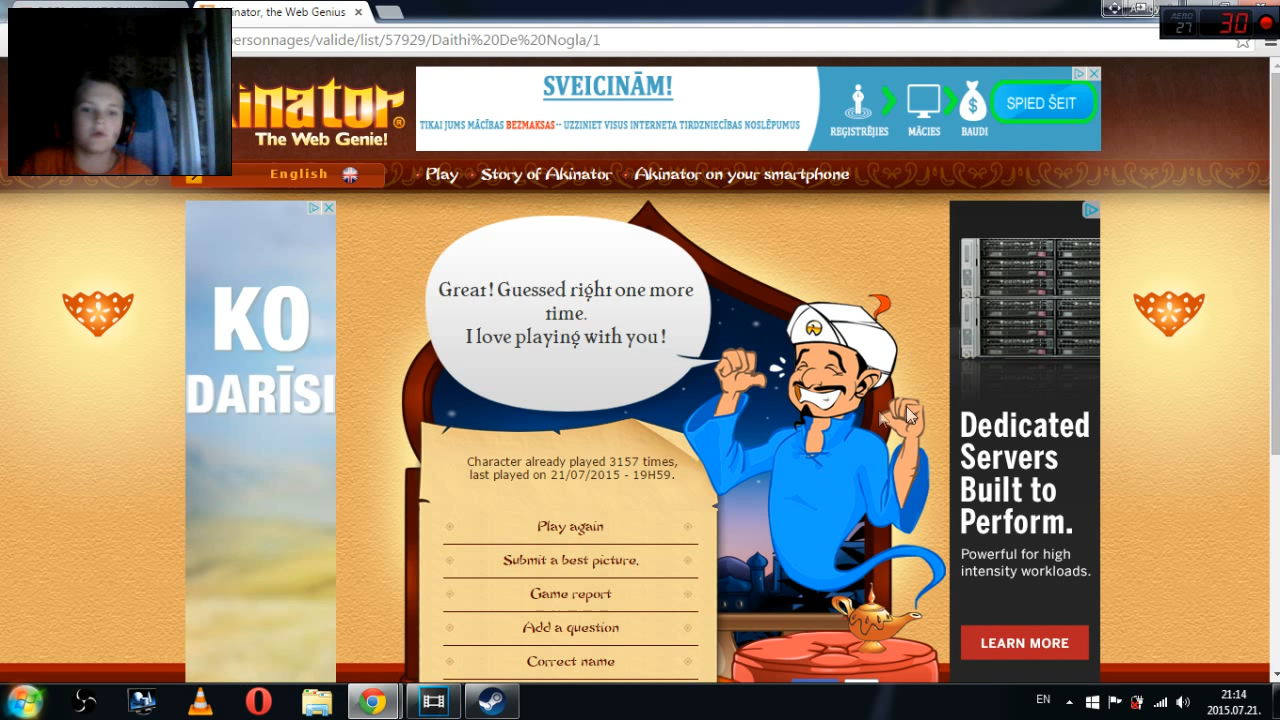 inator, the Web Genius
AERO
27
30
ersonnages/valide/list/57929/Daithi%20De%20Nogla/1
kinator®
The Web Genie!
SVEICINĀM!
TIKAI JUMS MĀCĪBAS BEZMAKSAS-- UZZINIET VISUS INTERNETA TIRDZNIECĪBAS NOSLĒPUMUS
REĢISTRĒJIES
MĀCIES
BAUDI
SPIED ŠEIT
English
Play
Story of Akinator
Akinator on your smartphone
KO
DARĪSI
Great! Guessed right one more
time.
I love playing with you!
Character already played 3157 times,
last played on 21/07/2015 - 19H59.
Play again
Submit a best picture.
Game report
Add a question
Correct name
Dedicated
Servers
Built to
Perform.
Powerful for high
intensity workloads.
LEARN MORE
EN
21:14
2015.07.21.